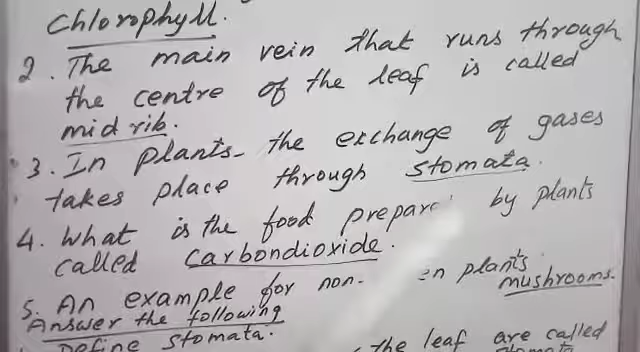 Chlorophyll.
2. The main vein that runs through
the centre of the leaf is called
mid rib.
3. In plants the exchange of gases
takes place through stomata.
4. What is the food by plants
called carbondioxide.
5. An example for non- plants
mushrooms.
Answer the following
Define stomata.
the leaf are called